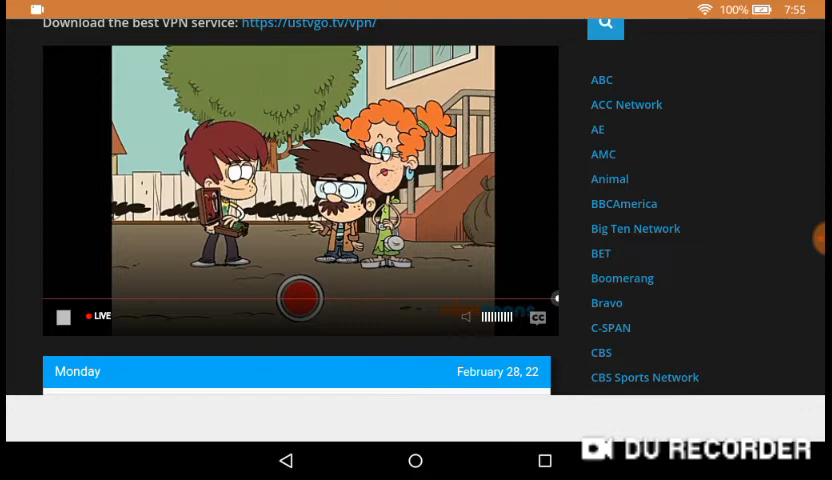 100% 7:55
Download the best VPN service: https://ustvgo.tv/vpn/
LIVE
CC
Monday February 28, 22
ABC
ACC Network
AE
AMC
Animal
BBCAmerica
Big Ten Network
BET
Boomerang
Bravo
C-SPAN
CBS
CBS Sports Network
DU RECORDER